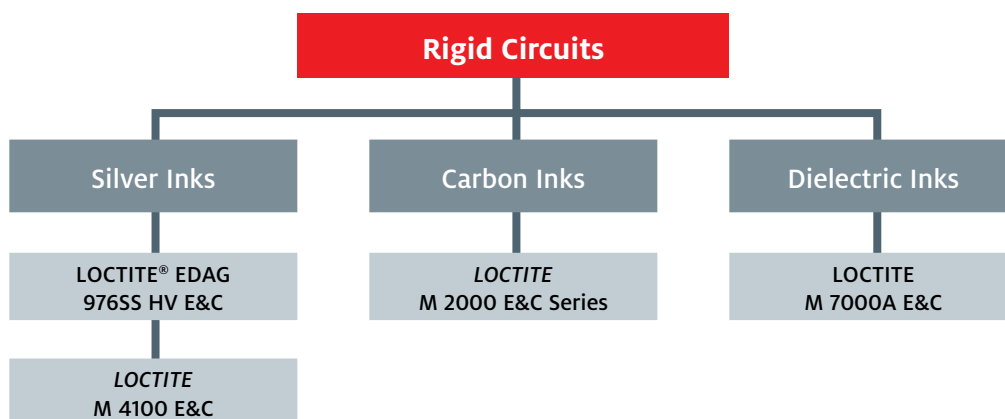 Rigid Circuits
Silver Inks
Carbon Inks
Dielectric Inks
LOCTITE® EDAG
976SS HV E&C
LOCTITE
M 2000 E&C Series
LOCTITE
M 7000A E&C
LOCTITE
M 4100 E&C